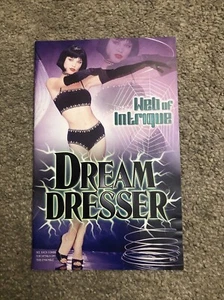 Web of
Intrigue
DREAM
DRESSER